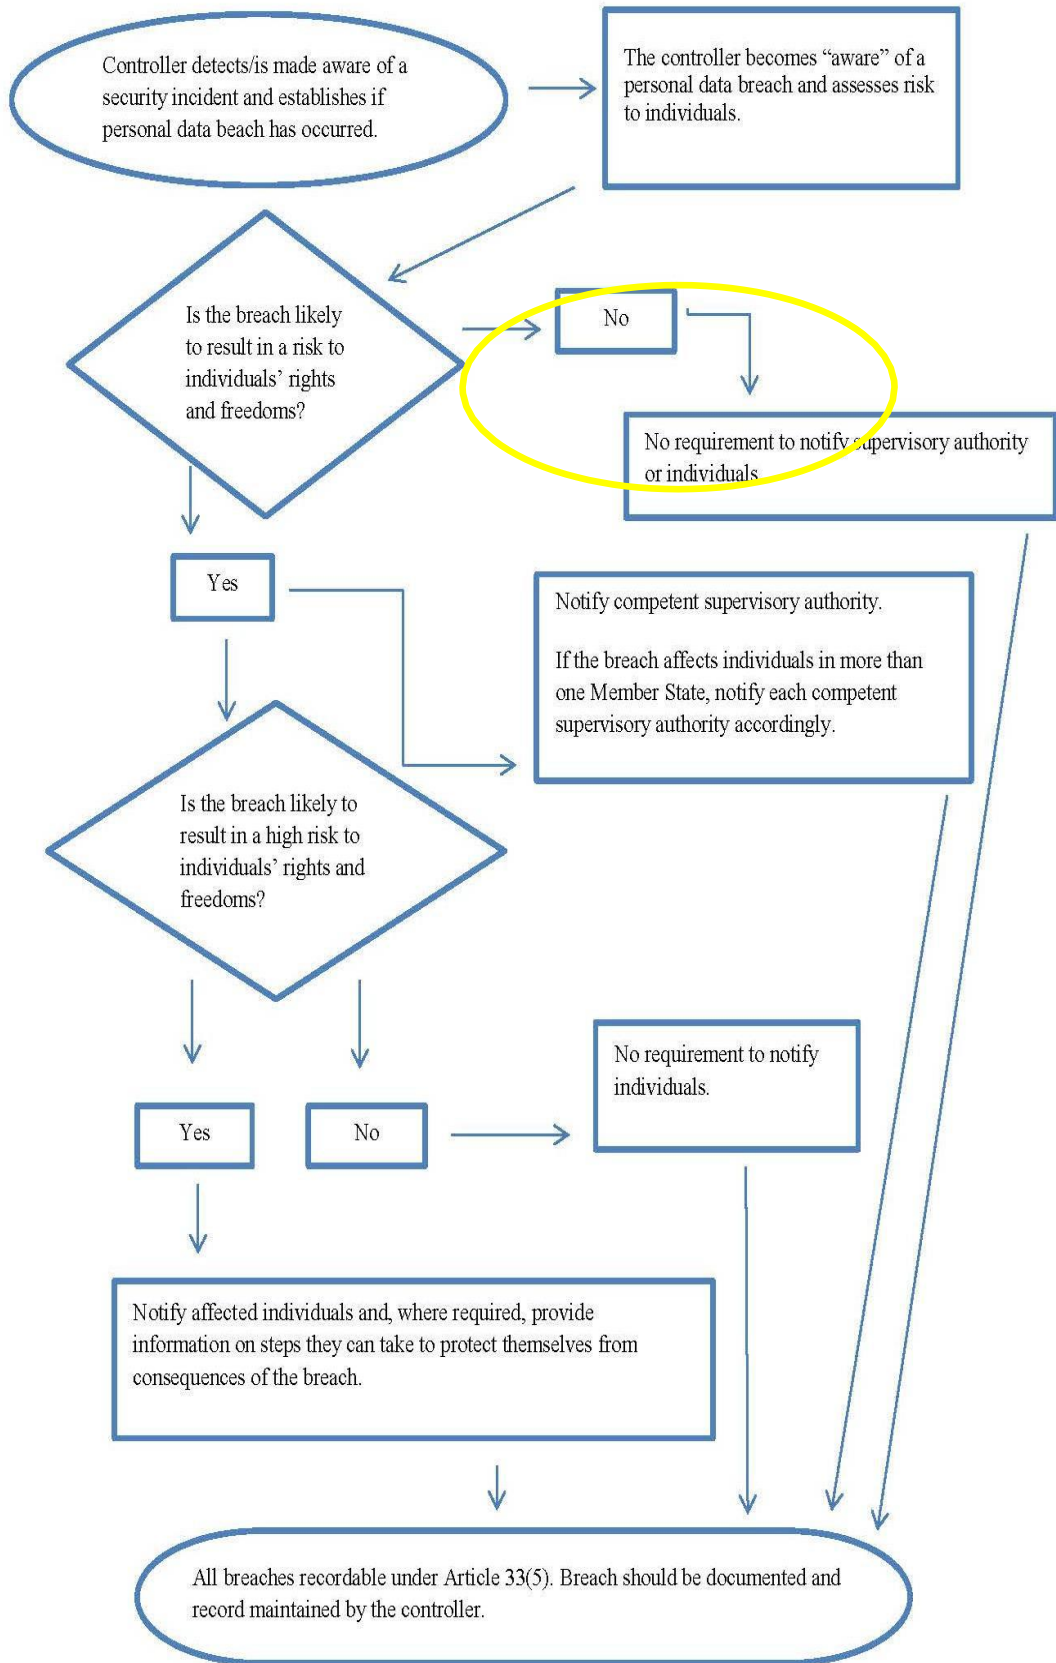 Controller detects/is made aware of a
security incident and establishes if
personal data beach has occurred.
The controller becomes “aware” of a
personal data breach and assesses risk
to individuals.
Is the breach likely
to result in a risk to
individuals’ rights
and freedoms?
No
No requirement to notify supervisory authority
or individuals
Yes
Notify competent supervisory authority.
If the breach affects individuals in more than
one Member State, notify each competent
supervisory authority accordingly.
Is the breach likely to
result in a high risk to
individuals’ rights and
freedoms?
No requirement to notify
individuals.
Yes
No
Notify affected individuals and, where required, provide
information on steps they can take to protect themselves from
consequences of the breach.
All breaches recordable under Article 33(5). Breach should be documented and
record maintained by the controller.